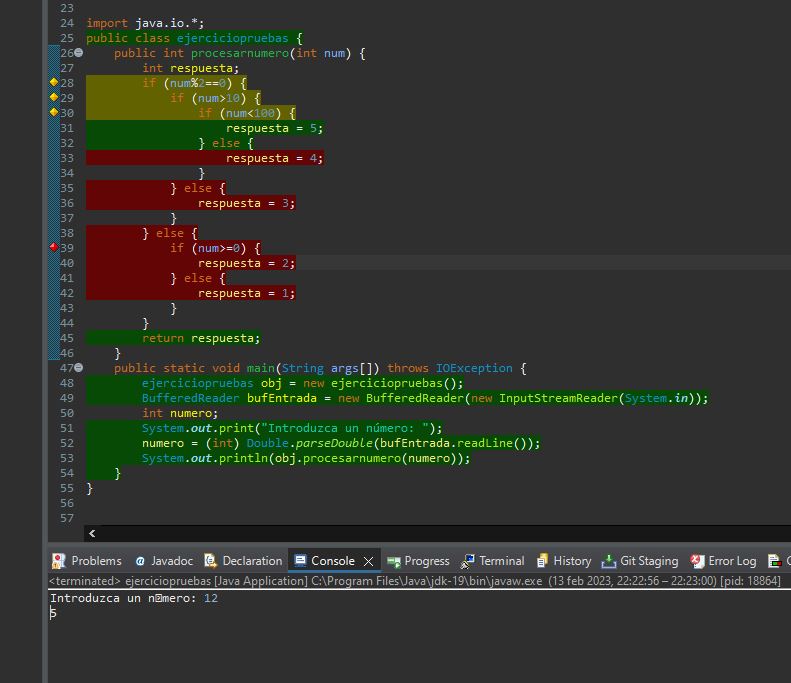 23
24 import java.io.*;
25 public class ejerciciopruebas {
26 public int procesarnumero(int num) {
27 int respuesta;
28 if (num%2==0) {
29 if (num>10) {
30 if (num<100) {
31 respuesta = 5;
32 } else {
33 respuesta = 4;
34 }
35 } else {
36 respuesta = 3;
37 }
38 } else {
39 if (num>=0) {
40 respuesta = 2;
41 } else {
42 respuesta = 1;
43 }
44 }
45 return respuesta;
46 }
47 public static void main(String args[]) throws IOException {
48 ejerciciopruebas obj = new ejerciciopruebas();
49 BufferedReader bufEntrada = new BufferedReader(new InputStreamReader(System.in));
50 int numero;
51 System.out.print("Introduzca un número: ");
52 numero = (int) Double.parseDouble(bufEntrada.readLine());
53 System.out.println(obj.procesarnumero(numero));
54 }
55 }
56
57
Problems Javadoc Declaration Console Progress Terminal History Git Staging Error Log
<terminated> ejerciciopruebas [Java Application] C:\Program Files\Java\jdk-19\bin\javaw.exe (13 feb 2023, 22:22:56 – 22:23:00) [pid: 18864]
Introduzca un n�mero: 12
5